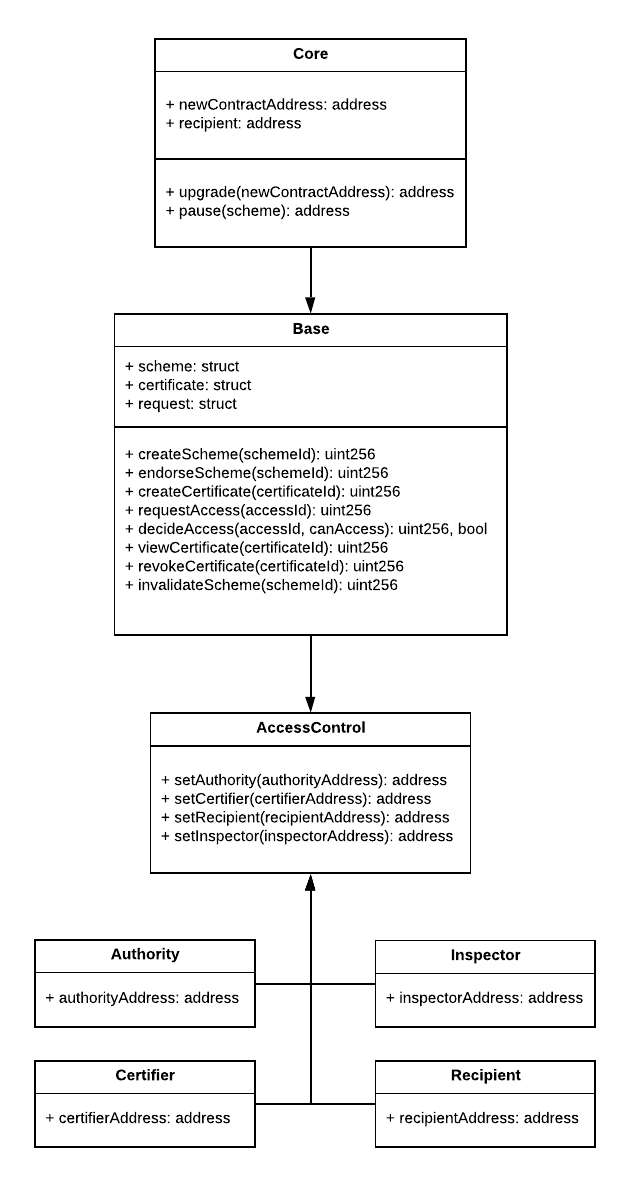 Core
+ newContractAddress: address
+ recipient: address
+ upgrade(newContractAddress): address
+ pause(scheme): address
Base
+ scheme: struct
+ certificate: struct
+ request: struct
+ createScheme(schemeId): uint256
+ endorseScheme(schemeId): uint256
+ createCertificate(certificateId): uint256
+ requestAccess(accessId): uint256
+ decideAccess(accessId, canAccess): uint256, bool
+ viewCertificate(certificateId): uint256
+ revokeCertificate(certificateId): uint256
+ invalidateScheme(schemeId): uint256
AccessControl
+ setAuthority(authorityAddress): address
+ setCertifier(certifierAddress): address
+ setRecipient(recipientAddress): address
+ setInspector(inspectorAddress): address
Authority
+ authorityAddress: address
Inspector
+ inspectorAddress: address
Certifier
+ certifierAddress: address
Recipient
+ recipientAddress: address